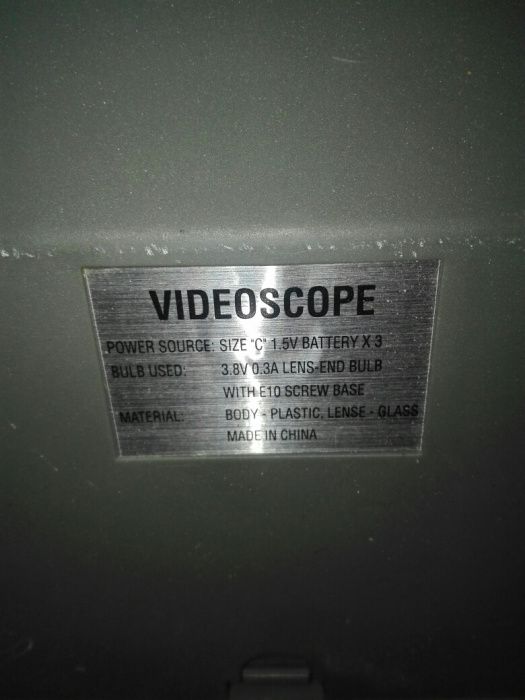 VIDEOSCOPE
POWER SOURCE: SIZE "C" 1.5V BATTERY X 3
BULB USED: 3.8V 0.3A LENS-END BULB
WITH E10 SCREW BASE
MATERIAL: BODY - PLASTIC, LENSE - GLASS
MADE IN CHINA